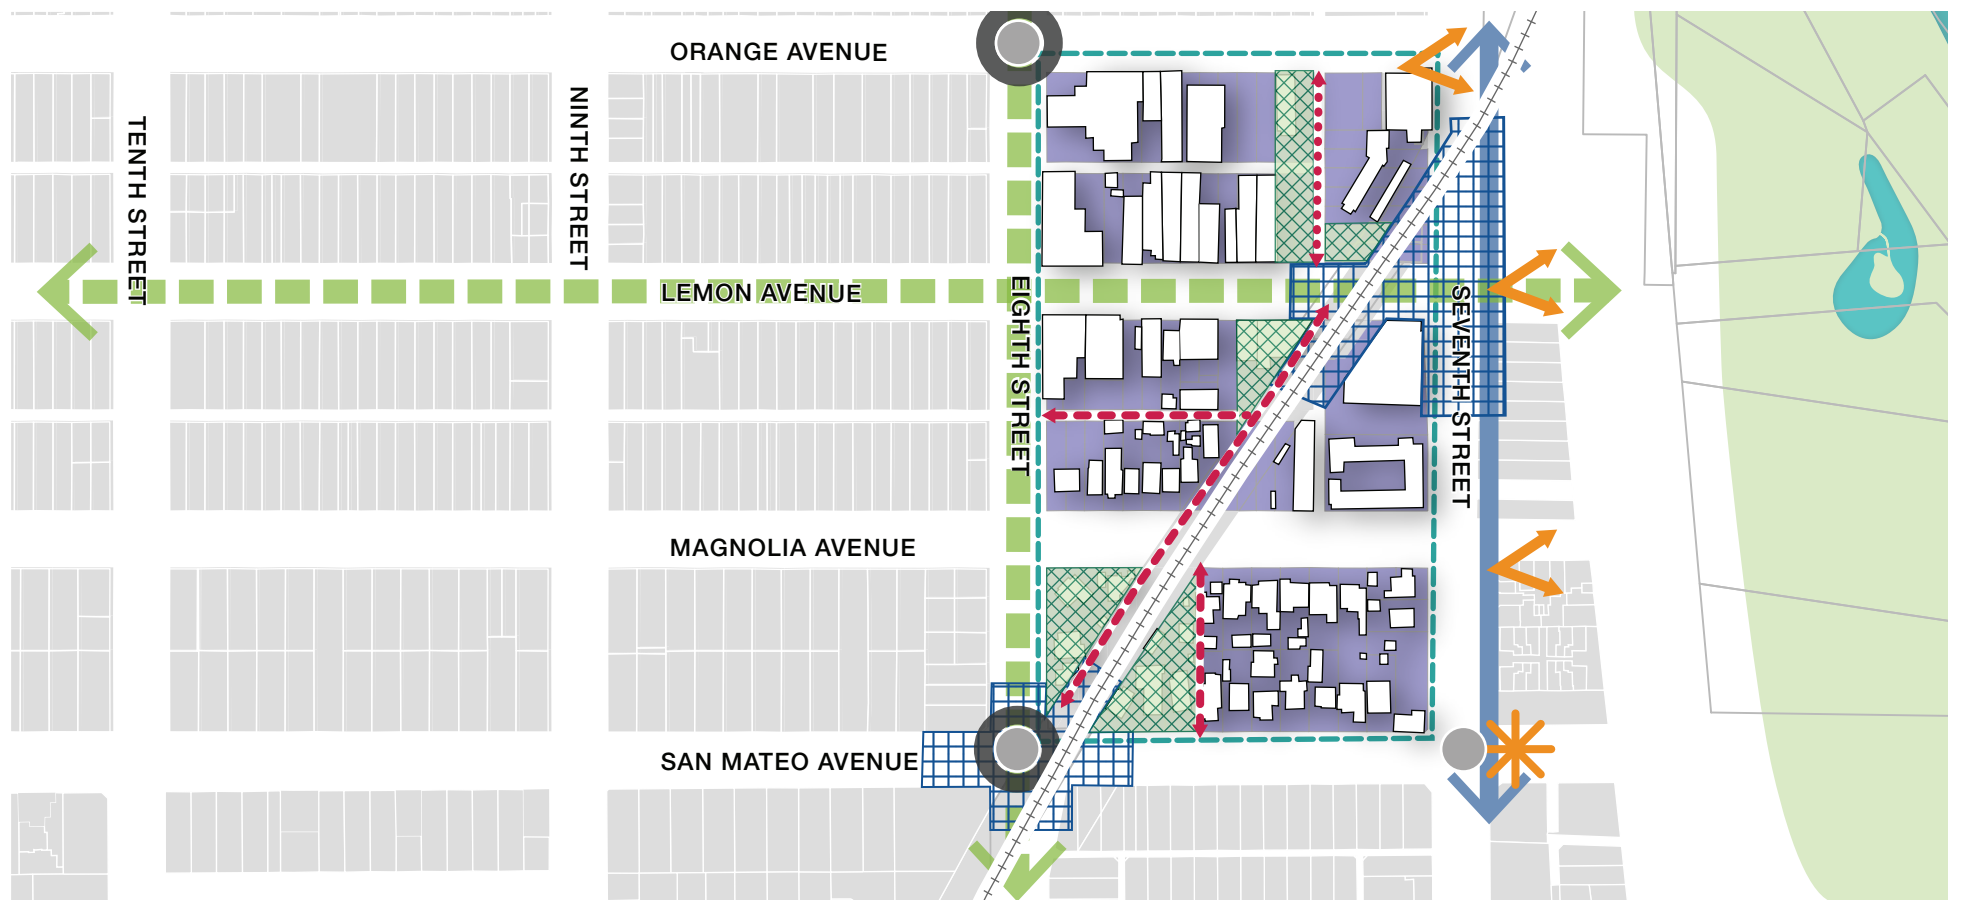 ORANGE AVENUE
TENTH STREET
NINTH STREET
LEMON AVENUE
EIGHTH STREET
SEVENTH STREET
MAGNOLIA AVENUE
SAN MATEO AVENUE